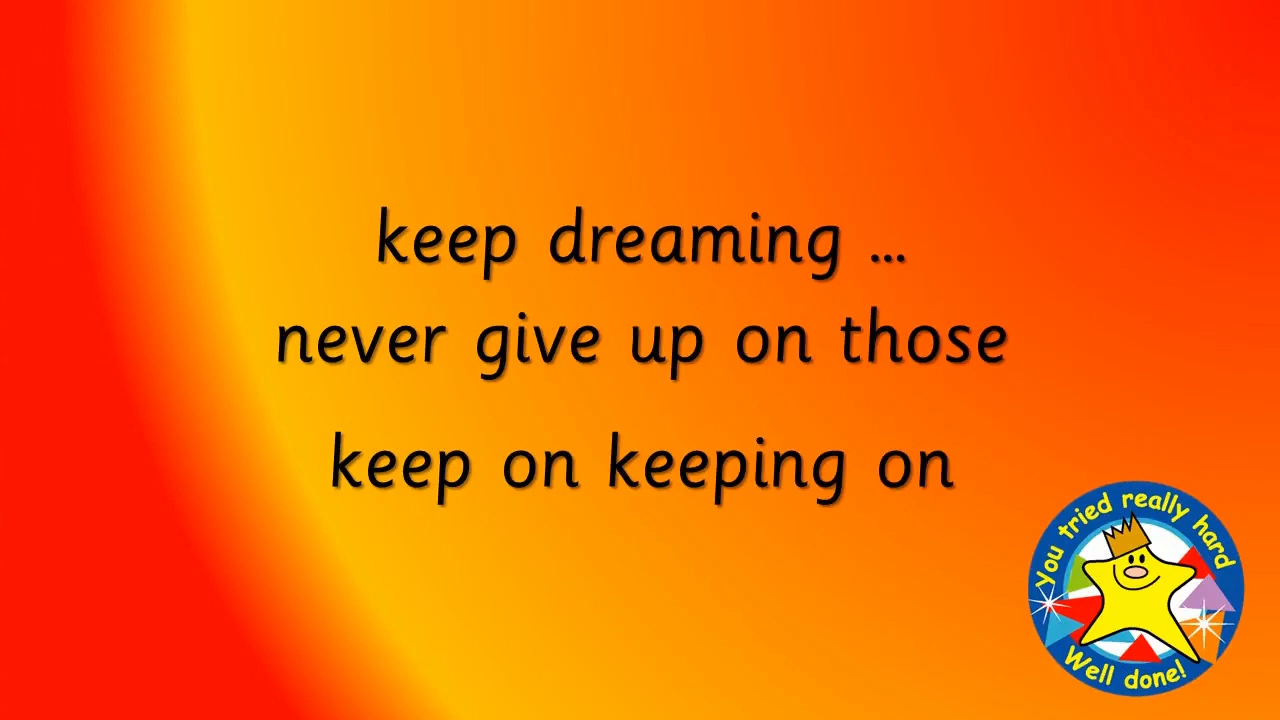 keep dreaming ...
never give up on those
keep on keeping on
You tried really hard
Well done!